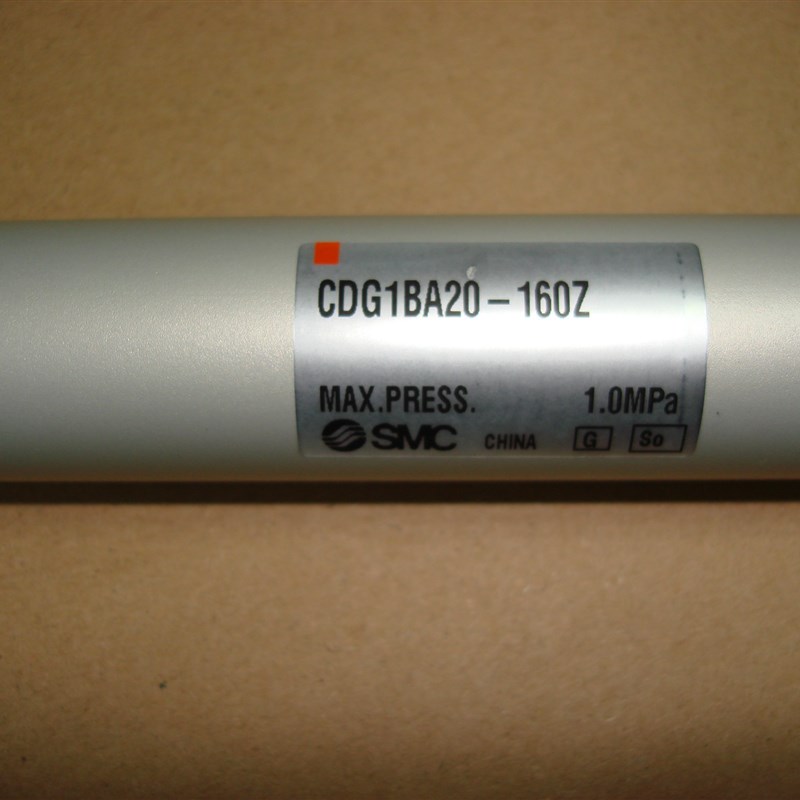 CDG1BA20-160Z
MAX.PRESS. 1.0MPa
SMC CHINA G So